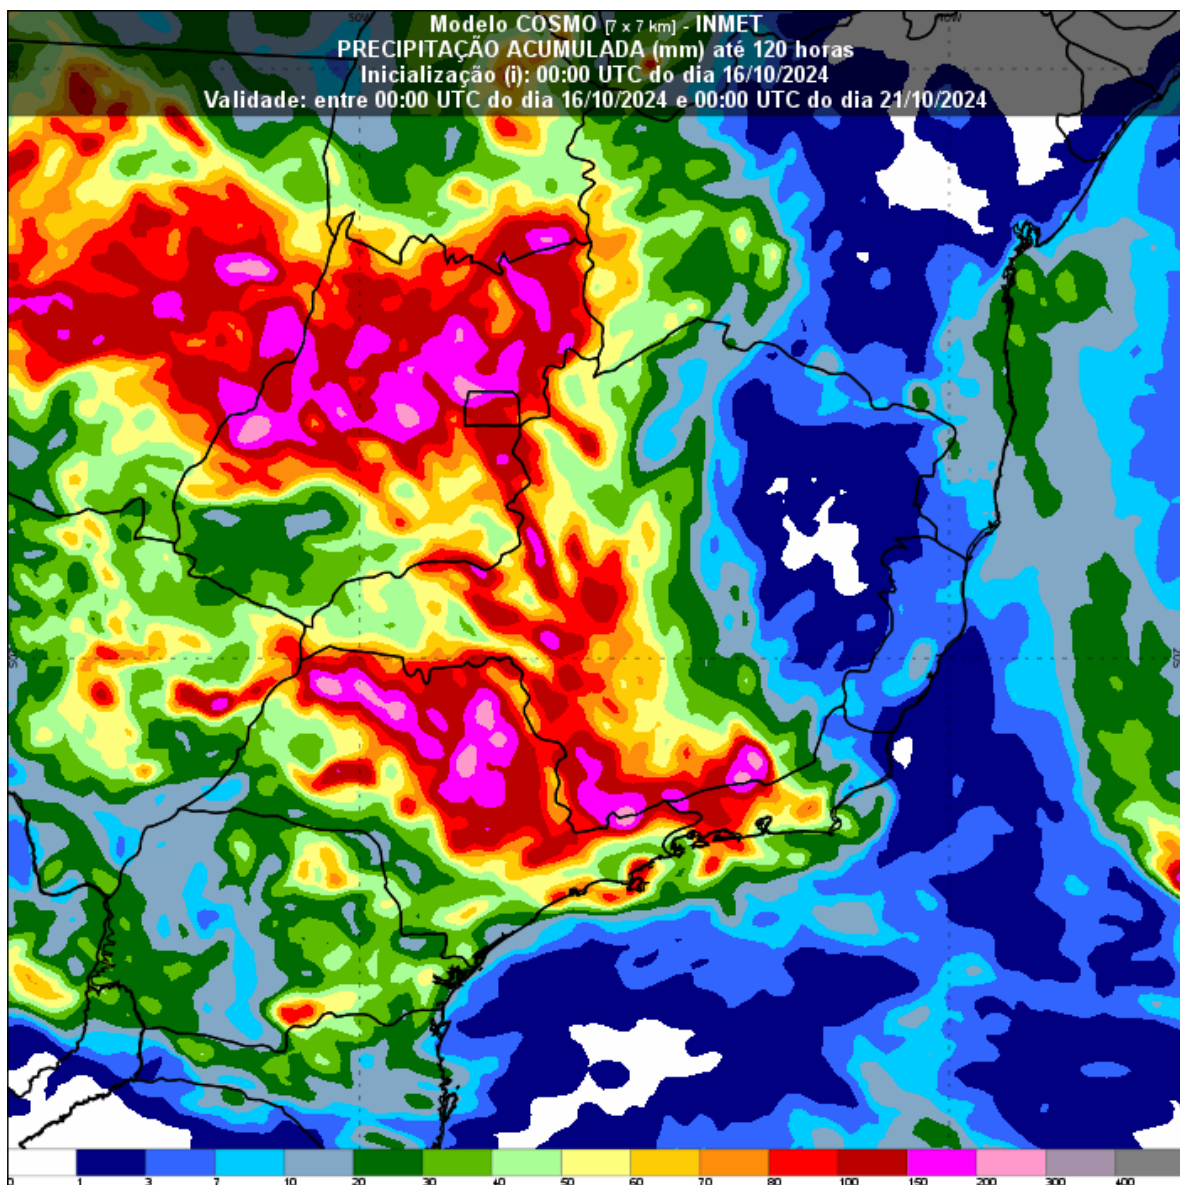 Modelo COSMO [7 x 7 km] - INMET
PRECIPITAÇÃO ACUMULADA (mm) até 120 horas
Inicialização (i): 00:00 UTC do dia 16/10/2024
Validade: entre 00:00 UTC do dia 16/10/2024 e 00:00 UTC do dia 21/10/2024
50W
20S
0 1 3 7 10 20 30 40 50 60 70 80 100 150 200 300 400